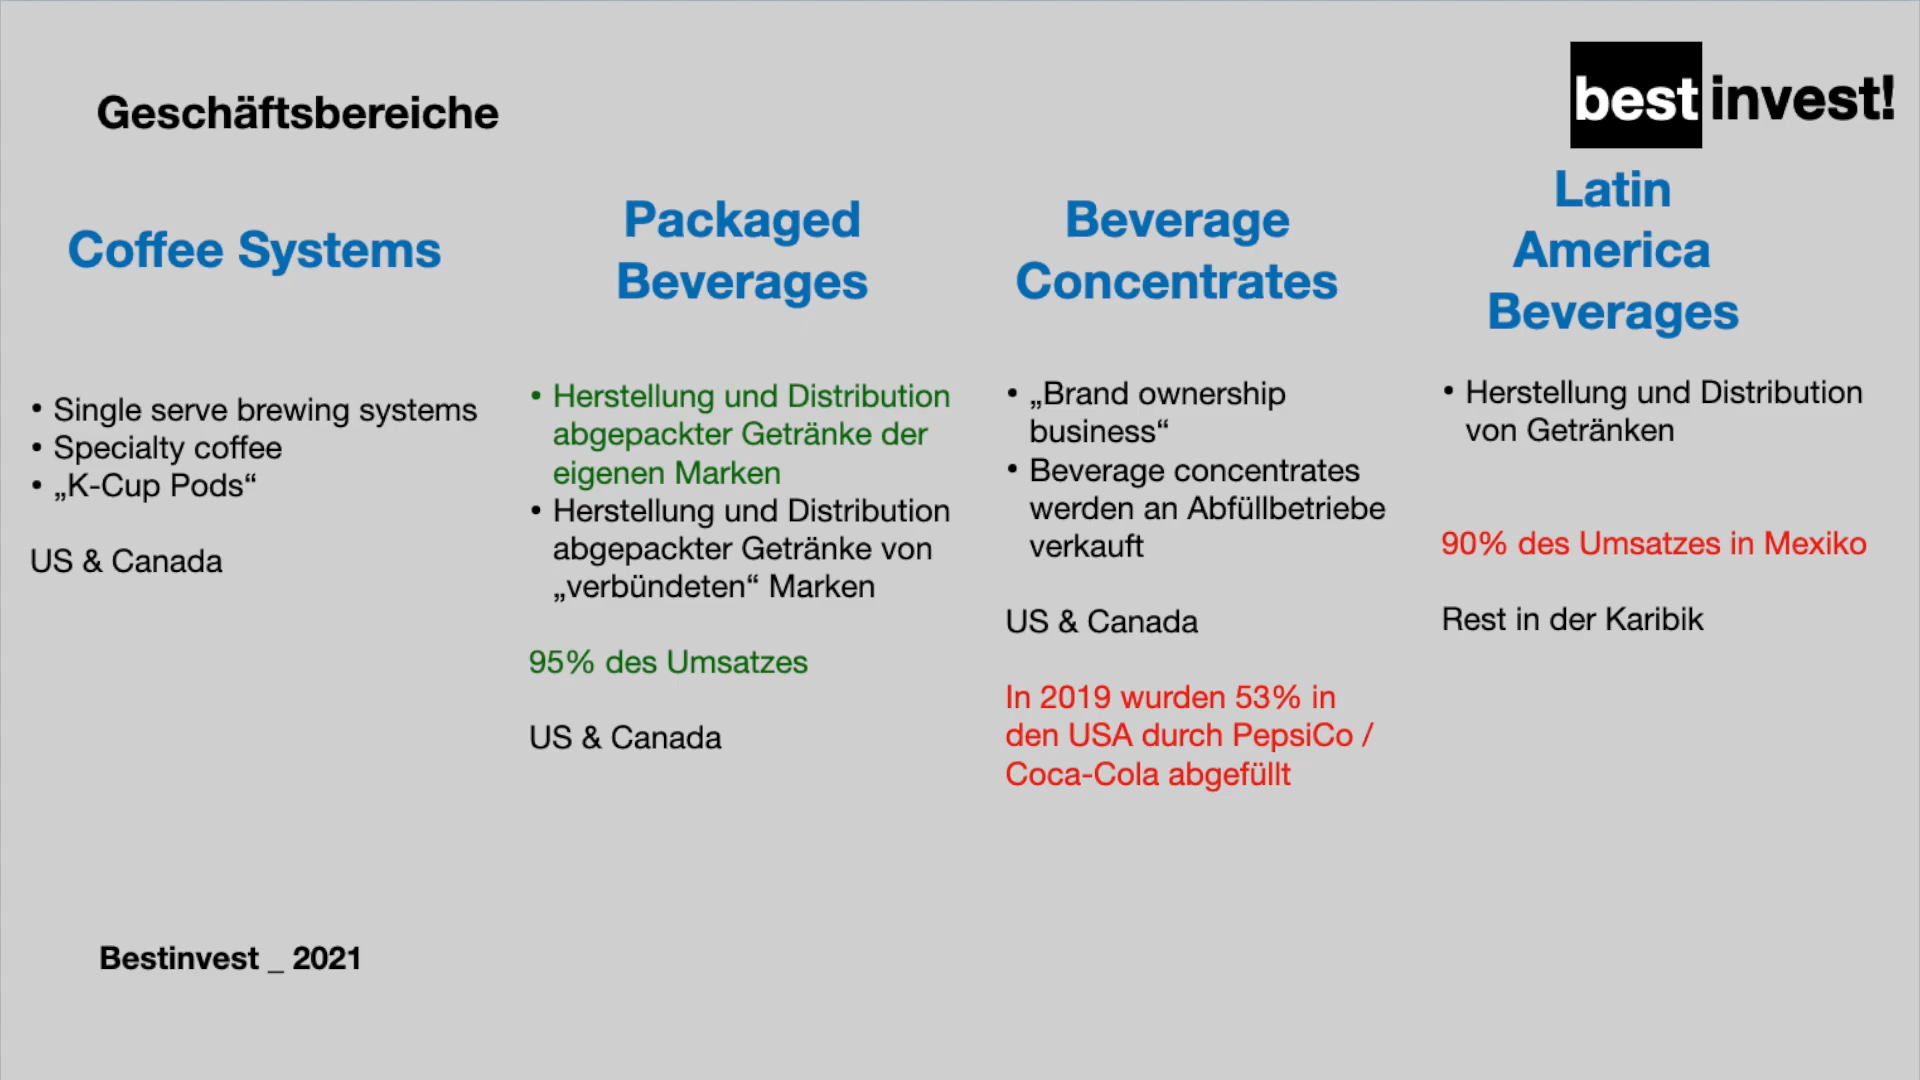 Geschäftsbereiche
best invest!
Coffee Systems
• Single serve brewing systems
• Specialty coffee
• „K-Cup Pods“
US & Canada
Packaged
Beverages
• Herstellung und Distribution
abgepackter Getränke der
eigenen Marken
• Herstellung und Distribution
abgepackter Getränke von
„verbündeten“ Marken
95% des Umsatzes
US & Canada
Beverage
Concentrates
• „Brand ownership
business“
• Beverage concentrates
werden an Abfüllbetriebe
verkauft
US & Canada
In 2019 wurden 53% in
den USA durch PepsiCo /
Coca-Cola abgefüllt
Latin
America
Beverages
• Herstellung und Distribution
von Getränken
90% des Umsatzes in Mexiko
Rest in der Karibik
Bestinvest _ 2021